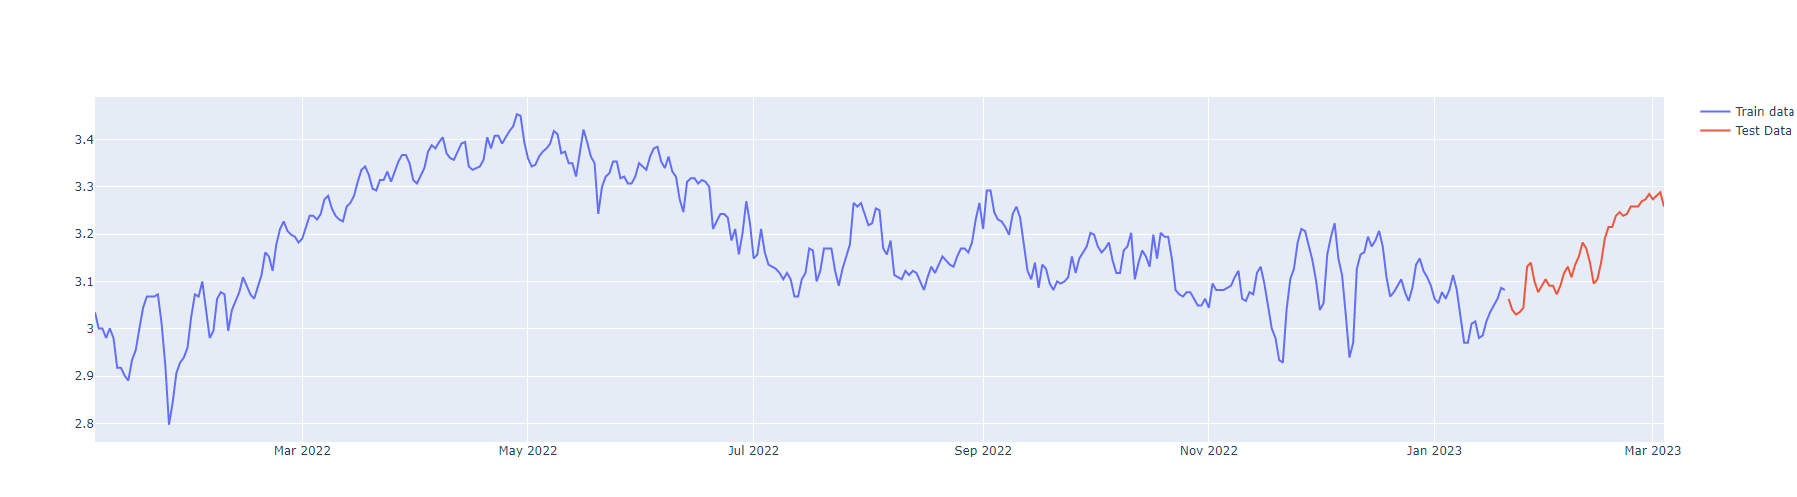 Train data
Test Data
3.4
3.3
3.2
3.1
3
2.9
2.8
Mar 2022
May 2022
Jul 2022
Sep 2022
Nov 2022
Jan 2023
Mar 2023